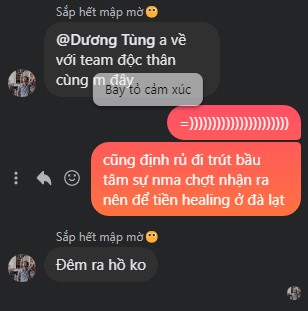 Sắp hết mập mờ😶
@Dương Tùng a về
với team độc thân
cùng m đây
Bày tỏ cảm xúc
=)))))))))))))))))))))))
cũng định rủ đi trút bầu
tâm sự nma chợt nhận ra
nên để tiền healing ở đà lạt
Sắp hết mập mờ😶
Đêm ra hồ ko